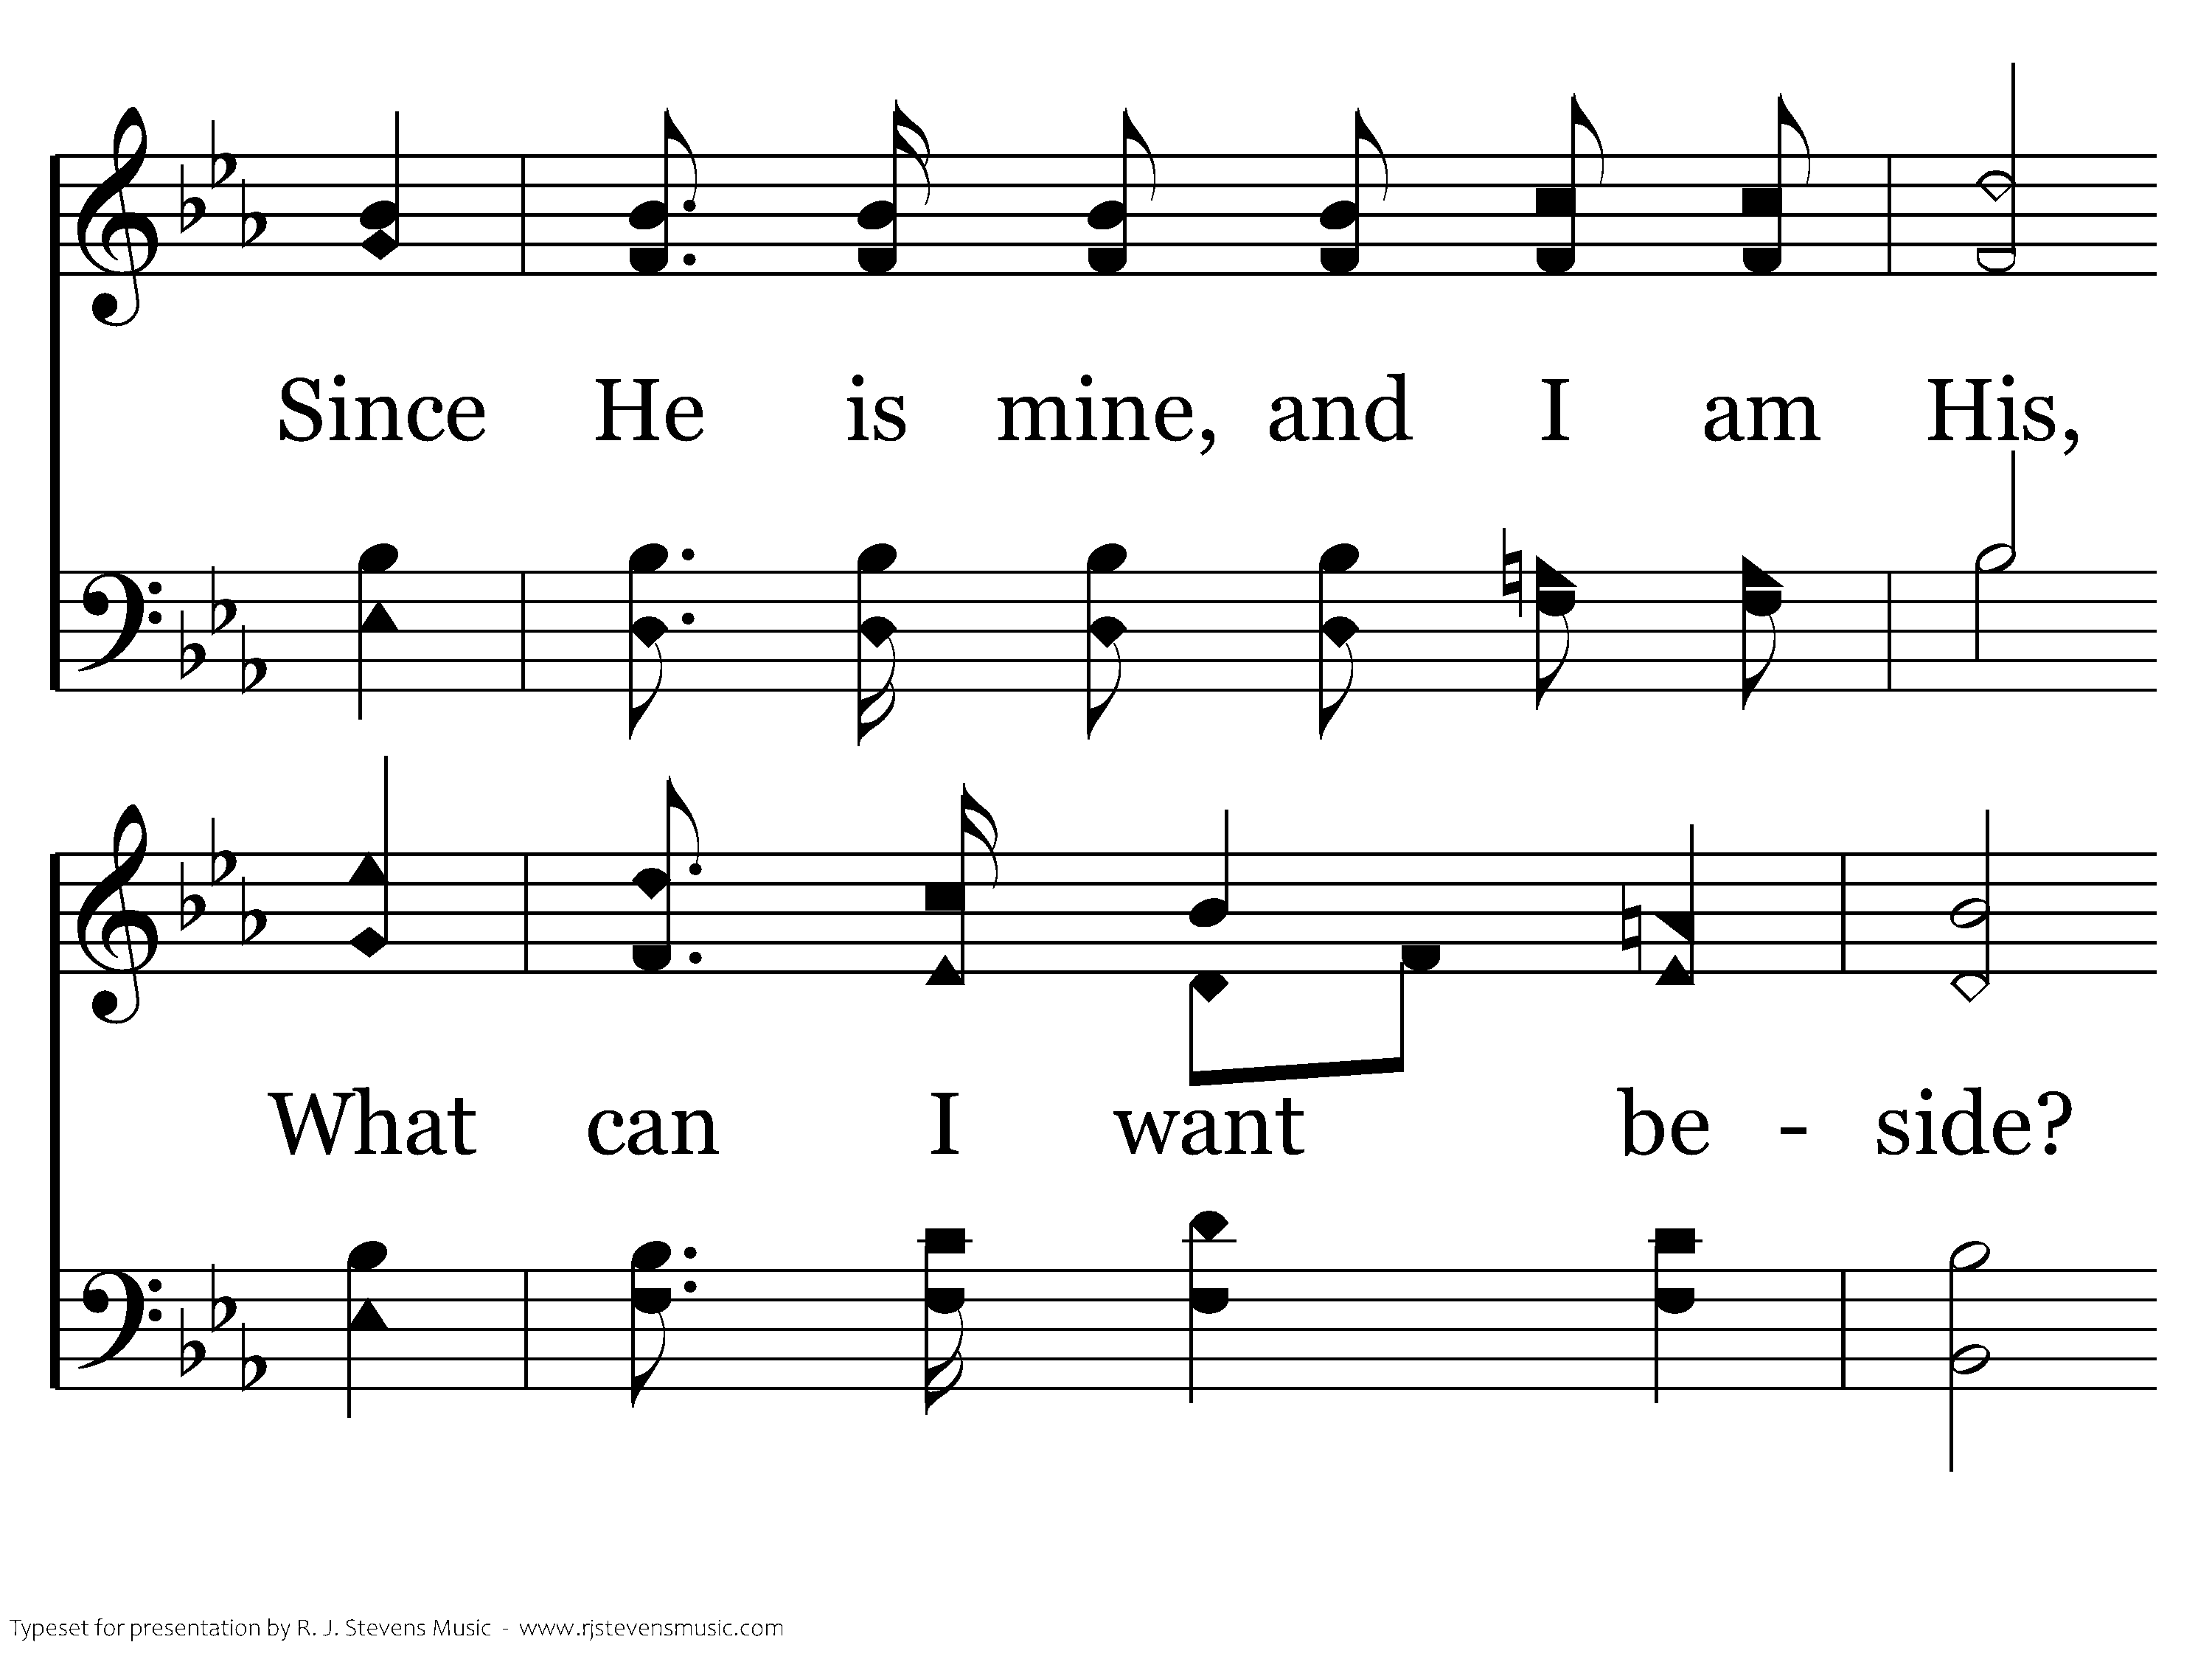 Since He is mine, and I am His,
What can I want be - side?
Typeset for presentation by R. J. Stevens Music - www.rjstevensmusic.com